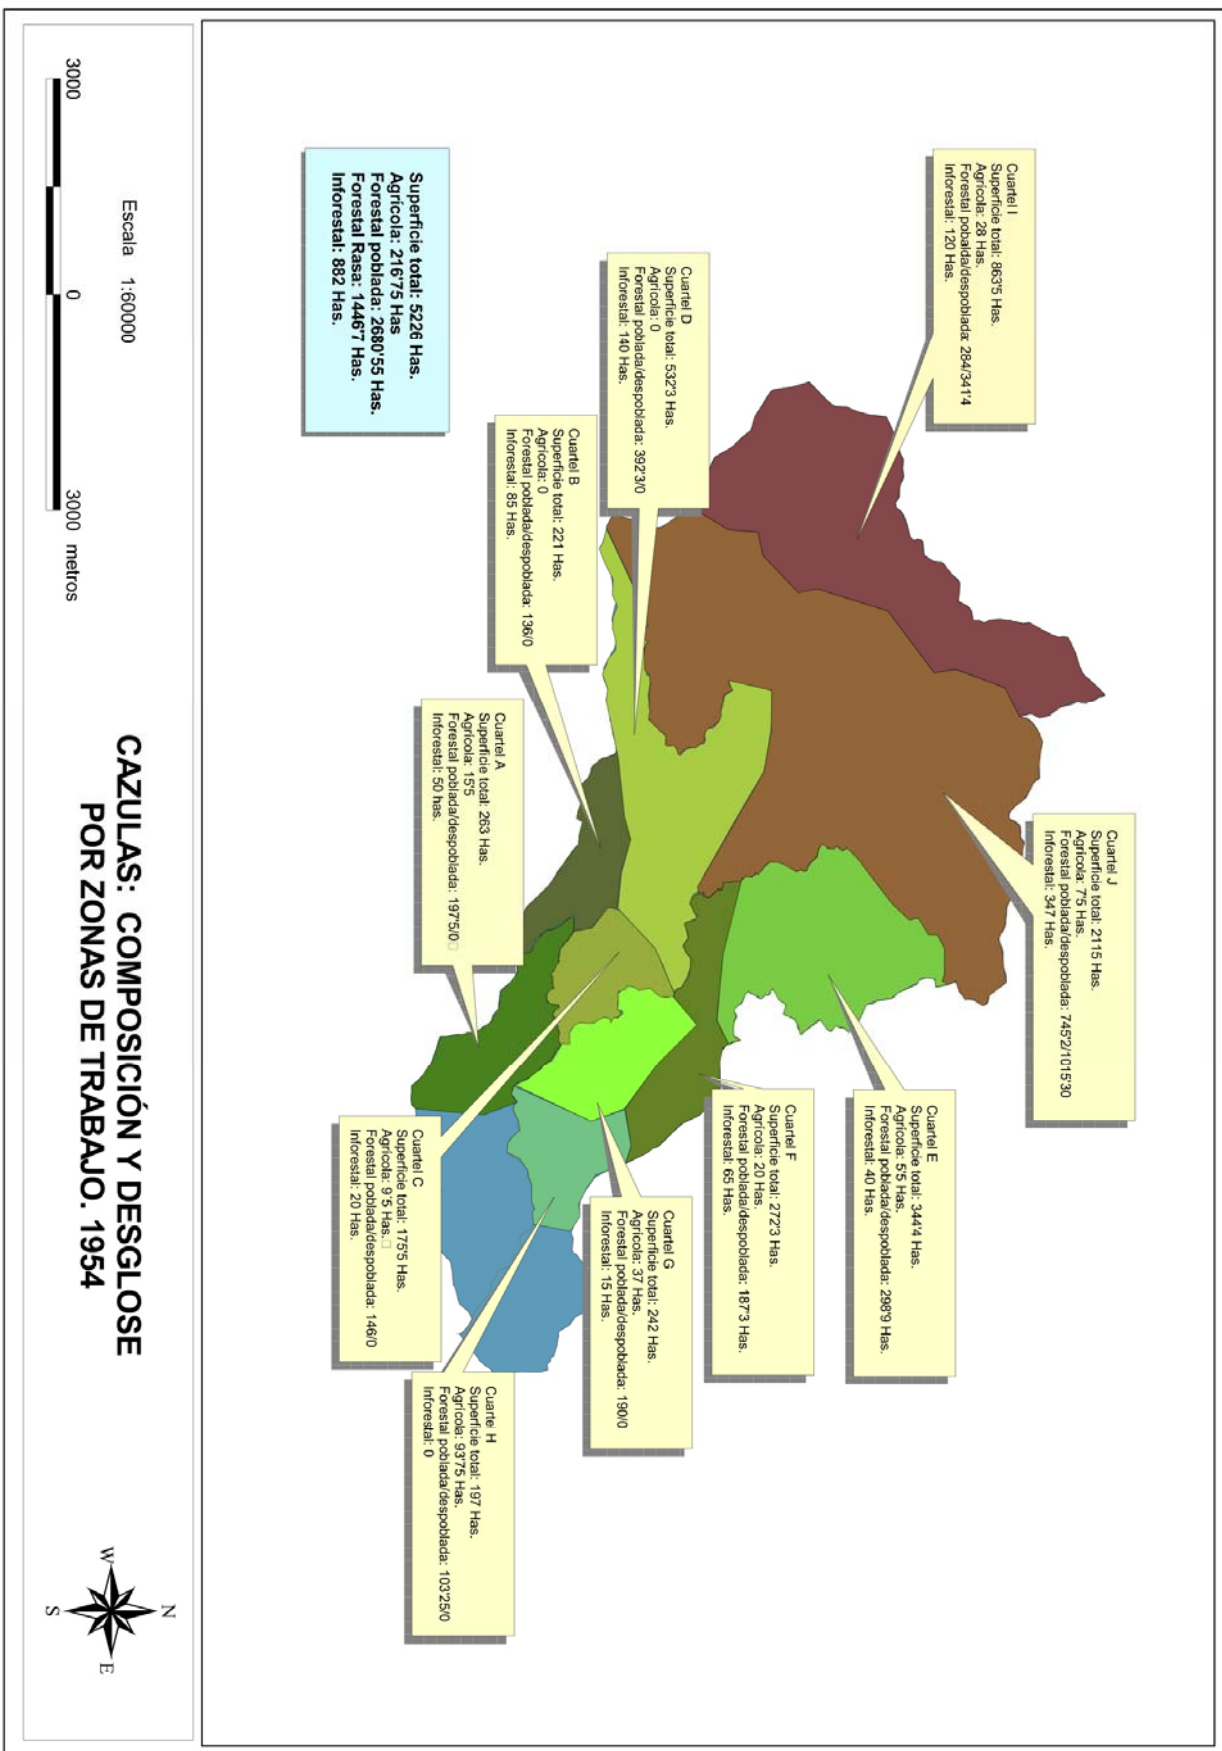 Cuartel I
Superficie total: 863'5 Has.
Agrícola: 28 Has.
Forestal pobalda/despoblada: 284/341'4
Inforestal: 120 Has.
Cuartel J
Superficie total: 2115 Has.
Agrícola: 7'5 Has.
Forestal poblada/despoblada: 745'2/1015'30
Inforestal: 347 Has.
Cuartel D
Superficie total: 532'3 Has.
Agrícola: 0
Forestal poblada/despoblada: 392'3/0
Inforestal: 140 Has.
Cuartel E
Superficie total: 344'4 Has.
Agrícola: 5'5 Has.
Forestal poblada/despoblada: 298'9 Has.
Inforestal: 40 Has.
Cuartel B
Superficie total: 221 Has.
Agrícola: 0
Forestal poblada/despoblada: 136/0
Inforestal: 85 Has.
Cuartel F
Superficie total: 272'3 Has.
Agrícola: 20 Has.
Forestal poblada/despoblada: 187'3 Has.
Inforestal: 65 Has.
Cuartel A
Superficie total: 263 Has.
Agrícola: 15'5
Forestal poblada/despoblada: 197'5/0□
Inforestal: 50 has.
Cuartel G
Superficie total: 242 Has.
Agrícola: 37 Has.
Forestal poblada/despoblada: 190/0
Inforestal: 15 Has.
Cuartel C
Superficie total: 175'5 Has.
Agrícola: 9'5 Has.□
Forestal poblada/despoblada: 146/0
Inforestal: 20 Has.
Cuartel H
Superficie total: 197 Has.
Agrícola: 93'75 Has.
Forestal poblada/despoblada: 103'25/0
Inforestal: 0
Superficie total: 5226 Has.
Agrícola: 216'75 Has
Forestal poblada: 2680'55 Has.
Forestal Rasa: 1446'7 Has.
Inforestal: 882 Has.
Escala 1:60000
3000 0 3000 metros
CAZULAS: COMPOSICIÓN Y DESGLOSE
POR ZONAS DE TRABAJO. 1954
N
W E
S